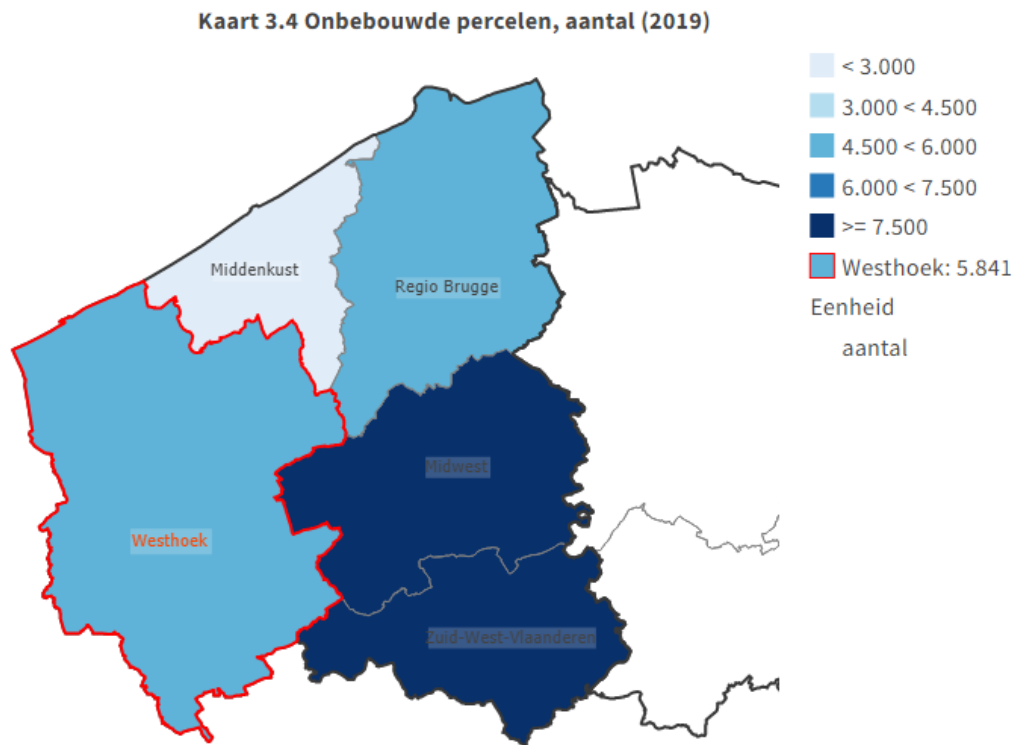 Kaart 3.4 Onbebouwde percelen, aantal (2019)
< 3.000
3.000 < 4.500
4.500 < 6.000
6.000 < 7.500
>= 7.500
Westhoek: 5.841
Eenheid
aantal
Middenkust
Regio Brugge
Midwest
Westhoek
Zuid-West-Vlaanderen